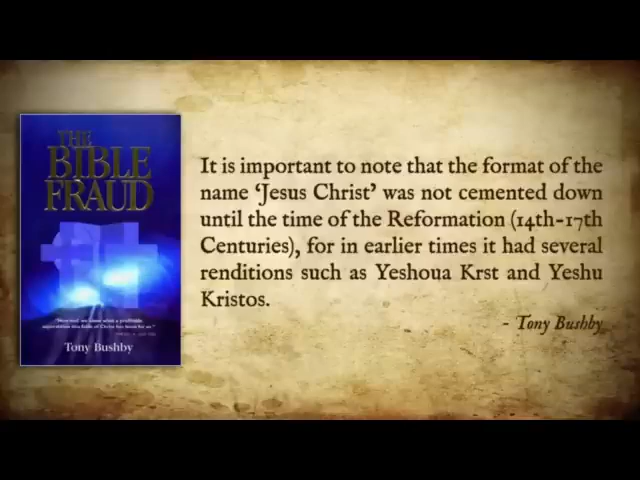 THE
BIBLE
FRAUD
Tony Bushby
It is important to note that the format of the
name ‘Jesus Christ’ was not cemented down
until the time of the Reformation (14th-17th
Centuries), for in earlier times it had several
renditions such as Yeshoua Krst and Yeshu
Kristos.
- Tony Bushby